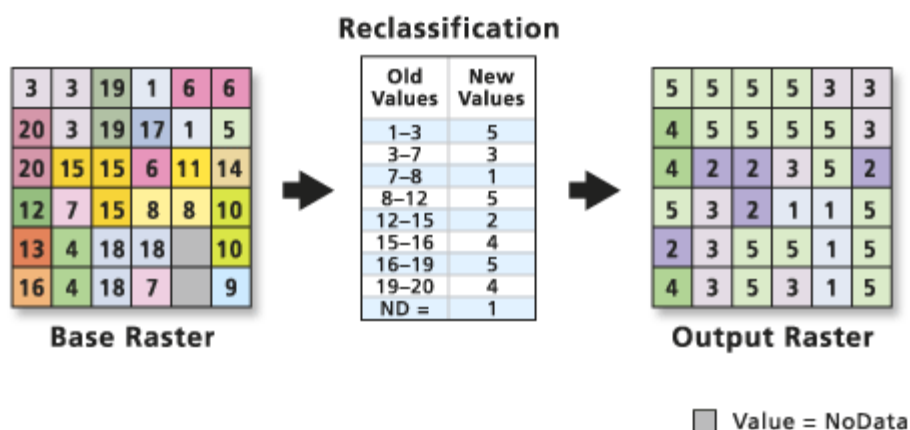 Reclassification
3 3 19 1 6 6
20 3 19 17 1 5
20 15 15 6 11 14
12 7 15 8 8 10
13 4 18 18 10
16 4 18 7 9
Base Raster
Old Values New Values
1–3 5
3–7 3
7–8 1
8–12 5
12–15 2
15–16 4
16–19 5
19–20 4
ND = 1
5 5 5 5 3 3
4 5 5 5 5 3
4 2 2 3 5 2
5 3 2 1 1 5
2 3 5 5 1 5
4 3 5 3 1 5
Output Raster
Value = NoData